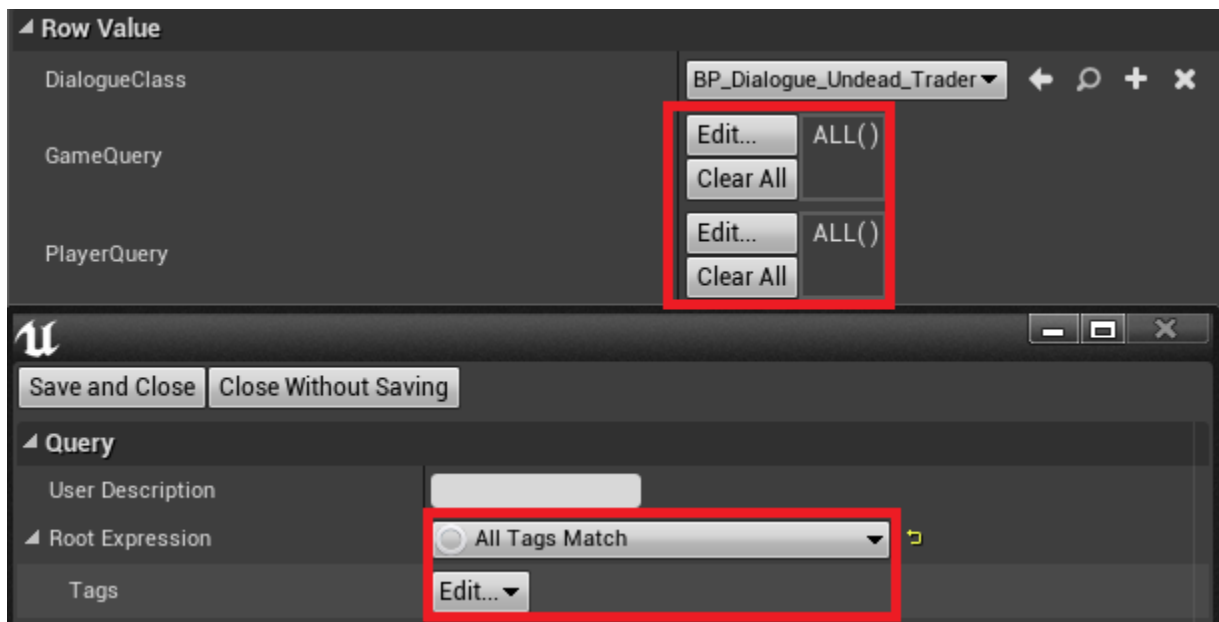 Row Value
DialogueClass
BP_Dialogue_Undead_Trader
GameQuery
Edit... ALL()
Clear All
PlayerQuery
Edit... ALL()
Clear All
Save and Close Close Without Saving
Query
User Description
Root Expression All Tags Match
Tags Edit...